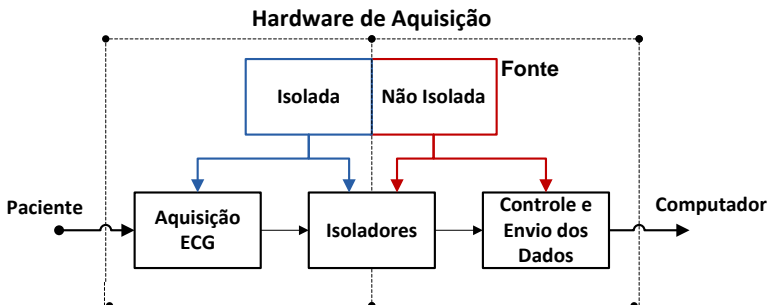 Hardware de Aquisição
Fonte
Isolada
Não Isolada
Paciente
Aquisição
ECG
Isoladores
Controle e
Envio dos
Dados
Computador